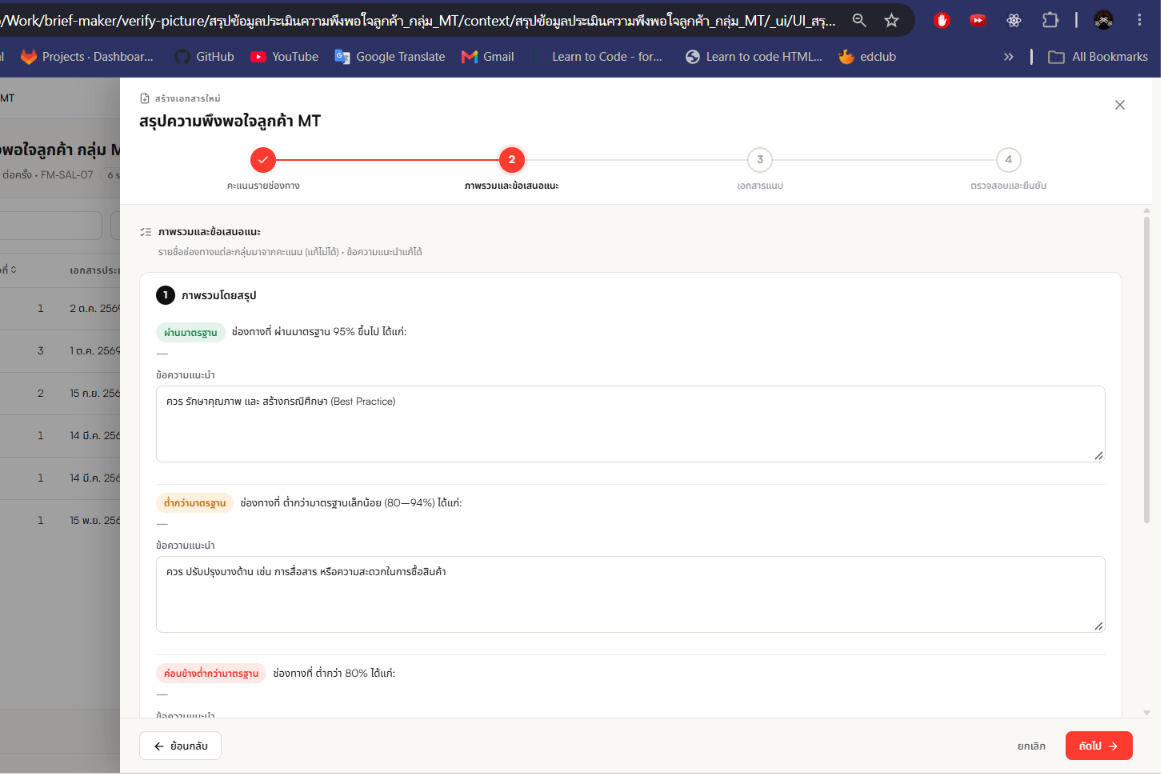 /Work/brief-maker/verify-picture/สรุปข้อมูลประเมินความพึงพอใจลูกค้า_กลุ่ม_MT/context/สรุปข้อมูลประเมินความพึงพอใจลูกค้า_กลุ่ม_MT/_ui/UI_สรุ...
Projects · Dashboar...
GitHub
YouTube
Google Translate
Gmail
Learn to Code - for...
Learn to code HTML...
edclub
»
All Bookmarks
MT
สร้างเอกสารใหม่
สรุปความพึงพอใจลูกค้า MT
2
3
4
คะแนนรายช่องทาง
ภาพรวมและข้อเสนอแนะ
เอกสารแนบ
ตรวจสอบและยืนยัน
พอใจลูกค้า กลุ่ม M
ต่อครั้ง • FM-SAL-07
ภาพรวมและข้อเสนอแนะ
รายชื่อช่องทางแต่ละกลุ่มมาจากคะแนน (แก้ไม่ได้) • ข้อความแนะนำแก้ได้
เอกสารประเ
1 2 ต.ค. 2569
3 1 ต.ค. 2569
2 15 ก.ย. 256
1 14 มี.ค. 256
1 14 มี.ค. 256
1 15 พ.ย. 256
1 ภาพรวมโดยสรุป
ผ่านมาตรฐาน ช่องทางที่ ผ่านมาตรฐาน 95% ขึ้นไป ได้แก่:
—
ข้อความแนะนำ
ควร รักษาคุณภาพ และ สร้างกรณีศึกษา (Best Practice)
ต่ำกว่ามาตรฐาน ช่องทางที่ ต่ำกว่ามาตรฐานเล็กน้อย (80–94%) ได้แก่:
—
ข้อความแนะนำ
ควร ปรับปรุงบางด้าน เช่น การสื่อสาร หรือความสะดวกในการซื้อสินค้า
ค่อนข้างต่ำกว่ามาตรฐาน ช่องทางที่ ต่ำกว่า 80% ได้แก่:
—
ข้อความแนะนำ
← ย้อนกลับ
ยกเลิก
ถัดไป →